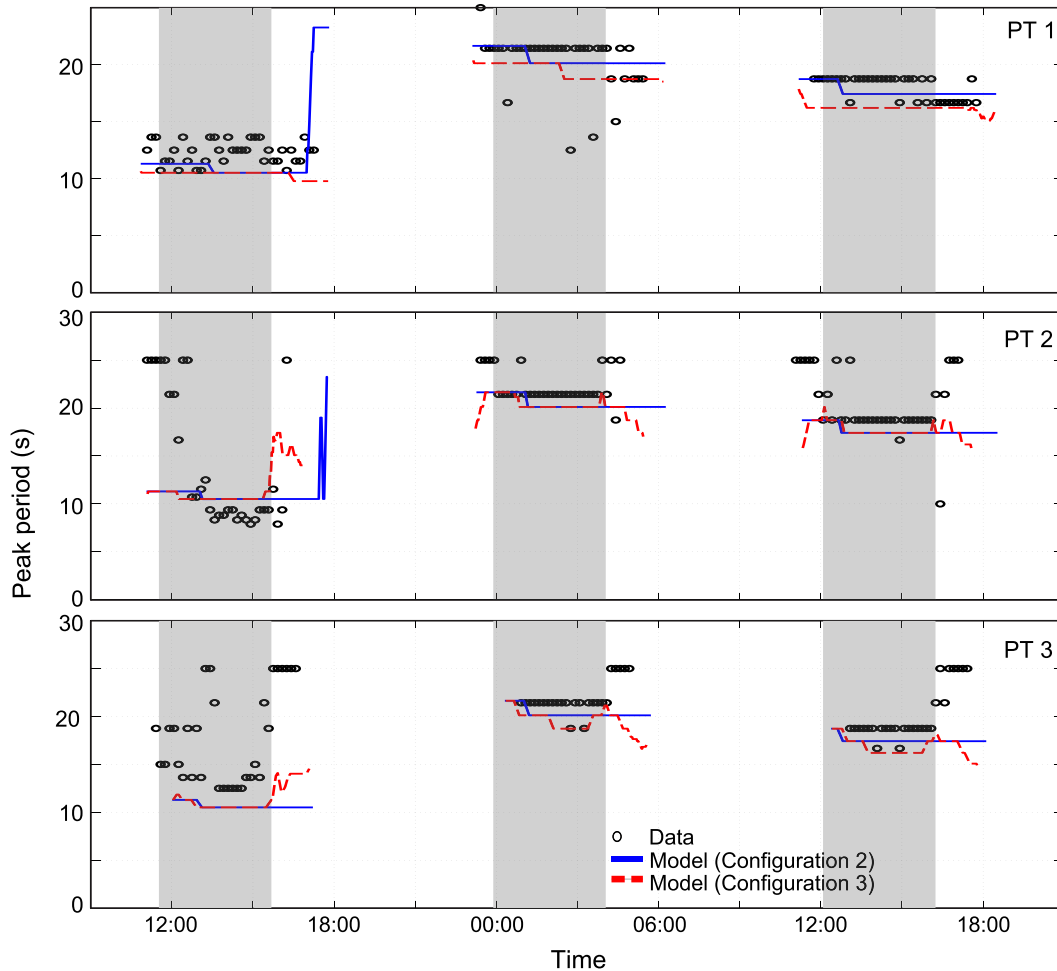 PT 1
20
10
0
30
PT 2
20
10
0
30
PT 3
20
10
0
Peak period (s)
Data
Model (Configuration 2)
Model (Configuration 3)
12:00 18:00 00:00 06:00 12:00 18:00
Time